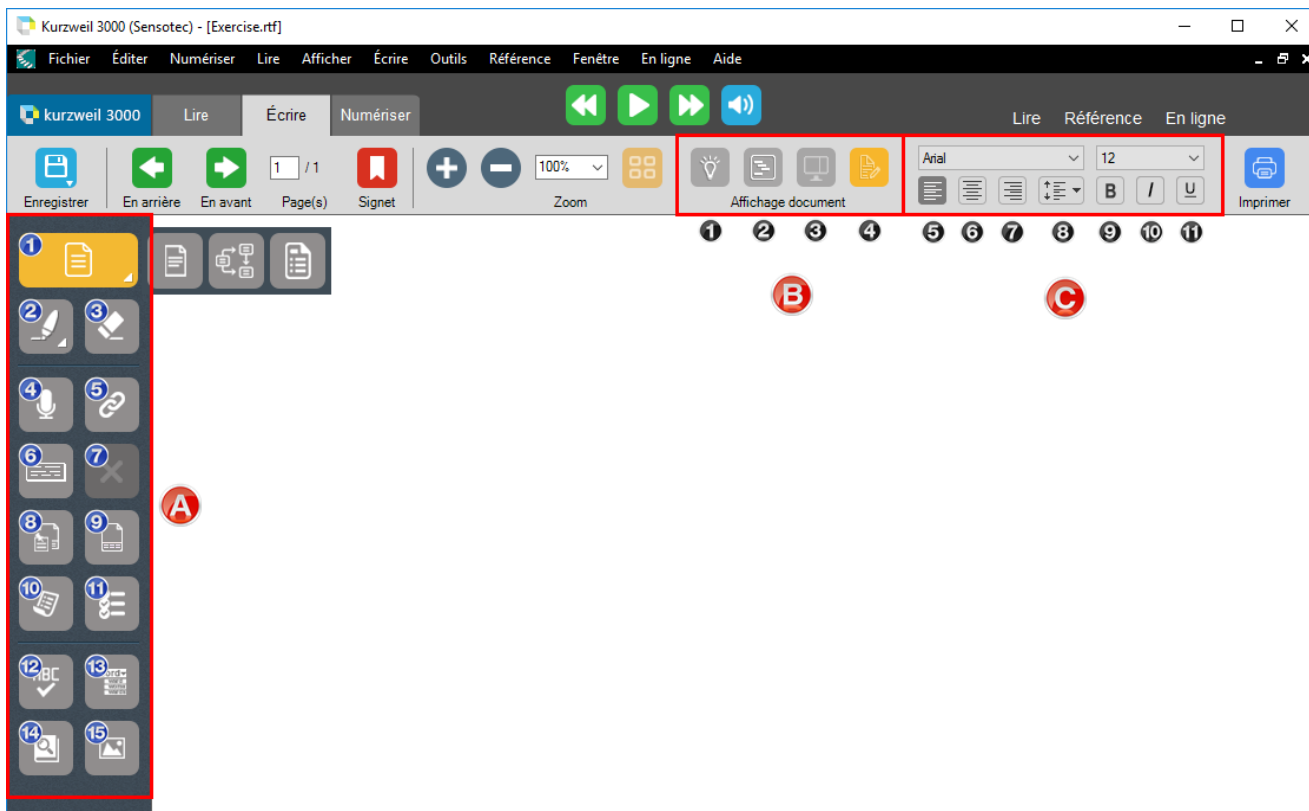 Kurzweil 3000 (Sensotec) - [Exercise.rtf]
Fichier Éditer Numériser Lire Afficher Écrire Outils Référence Fenêtre En ligne Aide
kurzweil 3000 Lire Écrire Numériser Lire Référence En ligne
1 / 1 100% Arial 12
B I U
Enregistrer En arrière En avant Page(s) Signet Zoom Affichage document Imprimer
1 2 3 4 5 6 7 8 9 10 11
1
B C
2 3
4 5
6 7
A
8 9
10 11
12 ABC 13
14 15